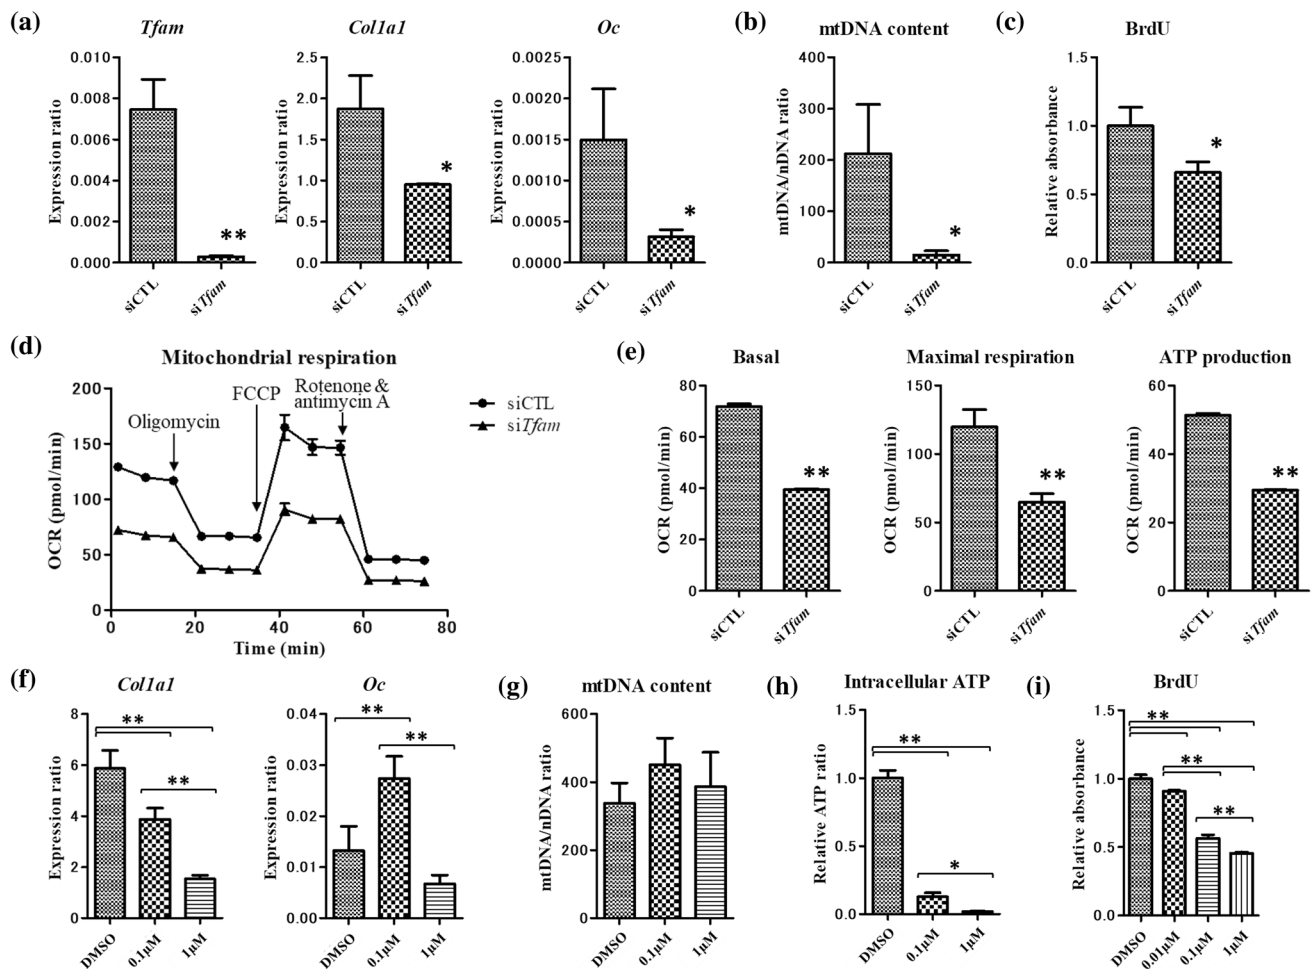 (a)
Tfam
Expression ratio
0.010
0.008
0.006
0.004
0.002
0.000
**
siCTL
siTfam
Col1a1
Expression ratio
2.5
2.0
1.5
1.0
0.5
0.0
*
siCTL
siTfam
Oc
Expression ratio
0.0025
0.0020
0.0015
0.0010
0.0005
0.0000
*
siCTL
siTfam
(b)
mtDNA content
mtDNA/nDNA ratio
400
300
200
100
0
*
siCTL
siTfam
(c)
BrdU
Relative absorbance
1.5
1.0
0.5
0.0
*
siCTL
siTfam
(d)
Mitochondrial respiration
OCR (pmol/min)
200
150
100
50
0
Oligomycin
FCCP
Rotenone &
antimycin A
siCTL
siTfam
0
20
40
60
80
Time (min)
(e)
Basal
OCR (pmol/min)
80
60
40
20
0
**
siCTL
siTfam
Maximal respiration
OCR (pmol/min)
150
100
50
0
**
siCTL
siTfam
ATP production
OCR (pmol/min)
60
40
20
0
**
siCTL
siTfam
(f)
Col1a1
Expression ratio
8
6
4
2
0
**
**
DMSO
0.1μM
1μM
Oc
Expression ratio
0.04
0.03
0.02
0.01
0.00
**
**
DMSO
0.1μM
1μM
(g)
mtDNA content
mtDNA/nDNA ratio
600
400
200
0
DMSO
0.1μM
1μM
(h)
Intracellular ATP
Relative ATP ratio
1.5
1.0
0.5
0.0
**
*
DMSO
0.1μM
1μM
(i)
BrdU
Relative absorbance
1.5
1.0
0.5
0.0
**
**
**
DMSO
0.01μM
0.1μM
1μM